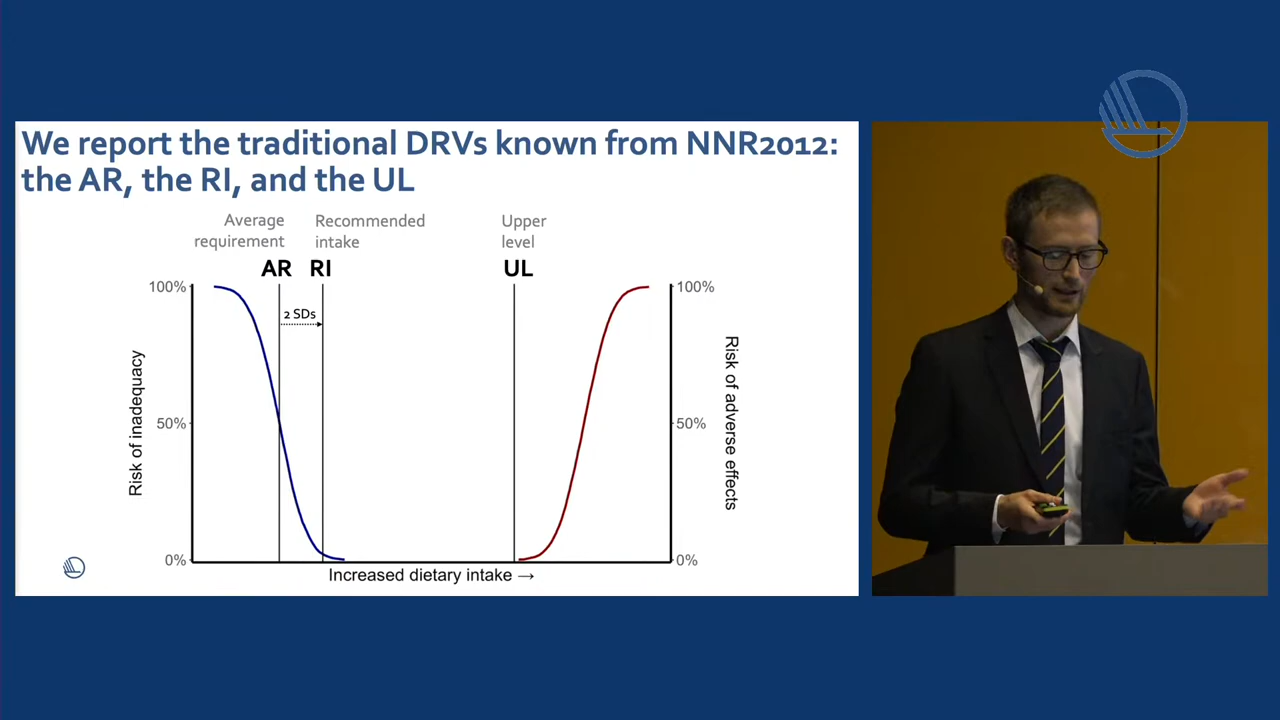 We report the traditional DRVs known from NNR2012:
the AR, the RI, and the UL
Average
requirement
AR
Recommended
intake
RI
Upper
level
UL
2 SDs
100%
50%
0%
Risk of inadequacy
100%
50%
0%
Risk of adverse effects
Increased dietary intake →